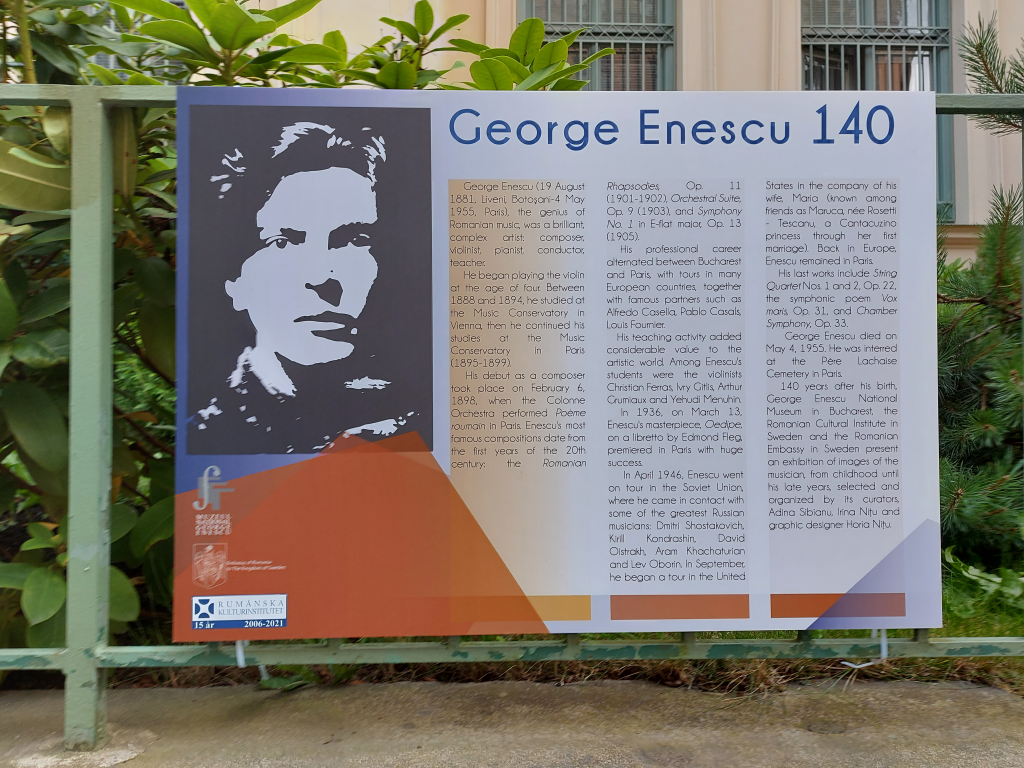 George Enescu 140
George Enescu (19 August
1881, Liveni, Botoșani-4 May
1955, Paris), the genius of
Romanian music, was a brilliant,
complex artist: composer,
violinist, pianist, conductor,
teacher.
He began playing the violin
at the age of four. Between
1888 and 1894, he studied at
the Music Conservatory in
Vienna, then he continued his
studies at the Music
Conservatory in Paris
(1895-1899).
His debut as a composer
took place on February 6,
1898, when the Colonne
Orchestra performed Poème
roumain in Paris. Enescu's most
famous compositions date from
the first years of the 20th
century: the Romanian
Rhapsodies, Op. 11
(1901-1902), Orchestral Suite,
Op. 9 (1903), and Symphony
No. 1 in E-flat major, Op. 13
(1905).
His professional career
alternated between Bucharest
and Paris, with tours in many
European countries, together
with famous partners such as
Alfredo Casella, Pablo Casals,
Louis Fournier.
His teaching activity added
considerable value to the
artistic world. Among Enescu's
students were the violinists
Christian Ferras, Ivry Gitlis, Arthur
Grumiaux and Yehudi Menuhin.
In 1936, on March 13,
Enescu's masterpiece, Oedipe,
on a libretto by Edmond Fleg,
premiered in Paris with huge
success.
In April 1946, Enescu went
on tour in the Soviet Union,
where he came in contact with
some of the greatest Russian
musicians: Dmitri Shostakovich,
Kirill Kondrashin, David
Oistrakh, Aram Khachaturian
and Lev Oborin. In September,
he began a tour in the United
States in the company of his
wife, Maria (known among
friends as Maruca, née Rosetti
- Tescanu, a Cantacuzino
princess through her first
marriage). Back in Europe,
Enescu remained in Paris.
His last works include String
Quartet Nos. 1 and 2, Op. 22,
the symphonic poem Vox
maris, Op. 31, and Chamber
Symphony, Op. 33.
George Enescu died on
May 4, 1955. He was interred
at the Père Lachaise
Cemetery in Paris.
140 years after his birth,
George Enescu National
Museum in Bucharest, the
Romanian Cultural Institute in
Sweden and the Romanian
Embassy in Sweden present
an exhibition of images of the
musician, from childhood until
his late years, selected and
organized by its curators,
Adina Sibianu, Irina Nițu and
graphic designer Horia Nițu.
MUZEUL
NAȚIONAL
GEORGE
ENESCU
Embassy of Romania
to the Kingdom of Sweden
RUMÄNSKA
KULTURINSTITUTET
15 år 2006-2021